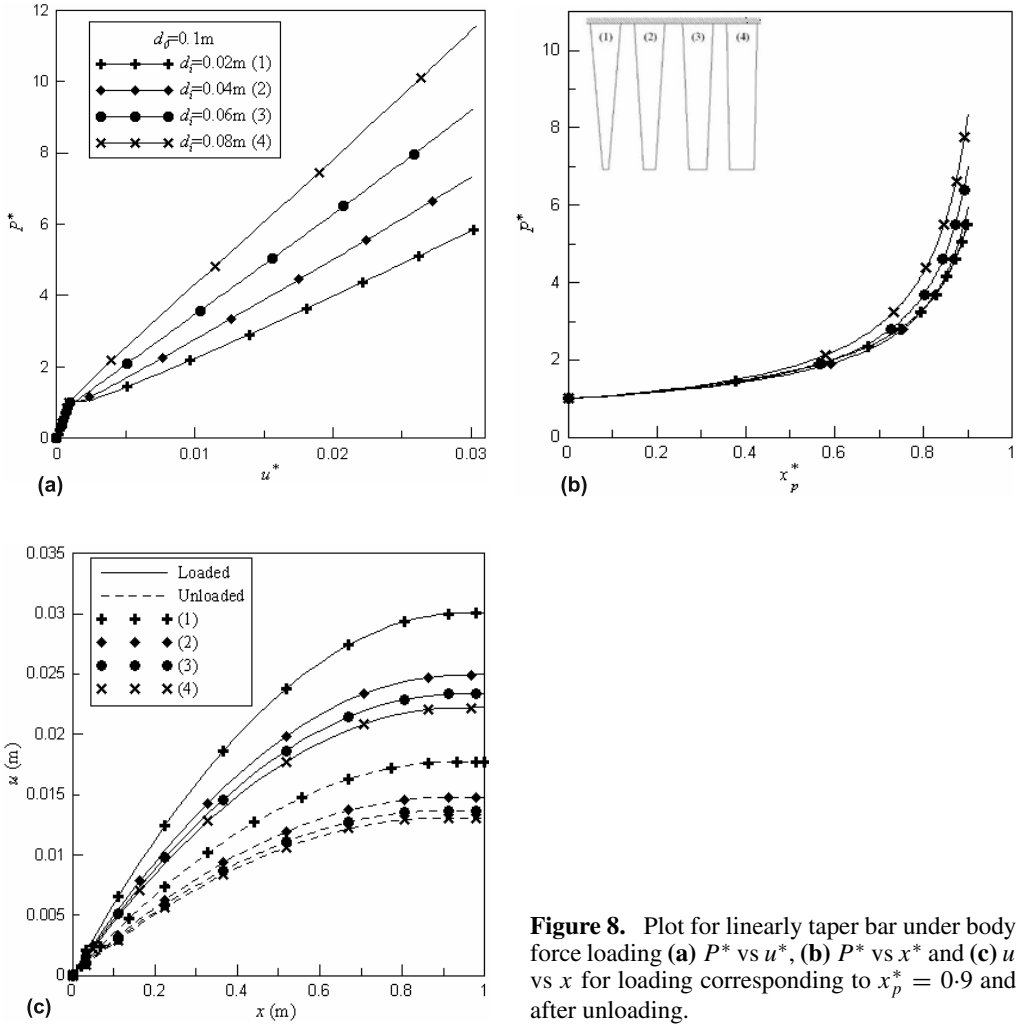 12
10
8
6
4
2
0
P*
d₀=0.1m
dᵢ=0.02m (1)
dᵢ=0.04m (2)
dᵢ=0.06m (3)
dᵢ=0.08m (4)
0
0.01
0.02
0.03
u*
(a)
10
8
6
4
2
0
P*
(1)
(2)
(3)
(4)
0
0.2
0.4
0.6
0.8
1
x*p
(b)
0.035
0.03
0.025
0.02
0.015
0.01
0.005
0
u (m)
Loaded
Unloaded
(1)
(2)
(3)
(4)
0
0.2
0.4
0.6
0.8
1
x (m)
(c)
Figure 8. Plot for linearly taper bar under body
force loading (a) P* vs u*, (b) P* vs x* and (c) u
vs x for loading corresponding to x*p = 0·9 and
after unloading.